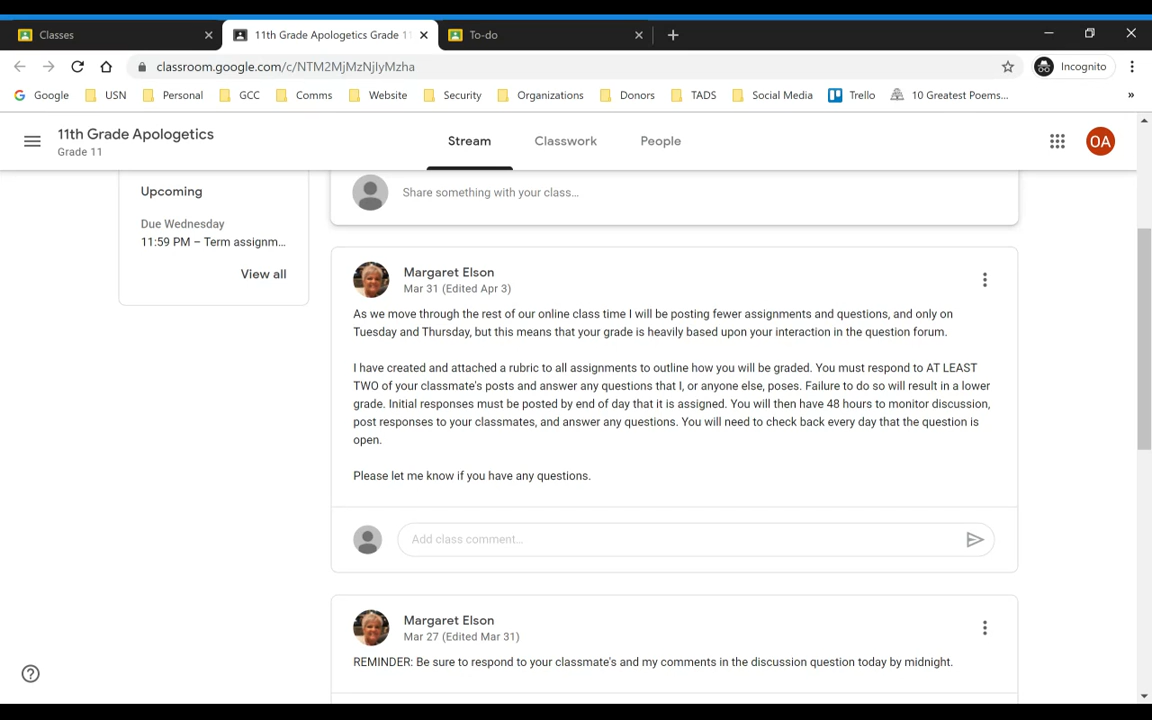 Classes
11th Grade Apologetics Grade 11
To-do
classroom.google.com/c/NTM2MjMzNjIyMzha
Incognito
Google USN Personal GCC Comms Website Security Organizations Donors TADS Social Media Trello 10 Greatest Poems... »
11th Grade Apologetics
Grade 11
Stream Classwork People
OA
Upcoming
Due Wednesday
11:59 PM – Term assignm...
View all
Share something with your class...
Margaret Elson
Mar 31 (Edited Apr 3)
As we move through the rest of our online class time I will be posting fewer assignments and questions, and only on
Tuesday and Thursday, but this means that your grade is heavily based upon your interaction in the question forum.
I have created and attached a rubric to all assignments to outline how you will be graded. You must respond to AT LEAST
TWO of your classmate's posts and answer any questions that I, or anyone else, poses. Failure to do so will result in a lower
grade. Initial responses must be posted by end of day that it is assigned. You will then have 48 hours to monitor discussion,
post responses to your classmates, and answer any questions. You will need to check back every day that the question is
open.
Please let me know if you have any questions.
Add class comment...
Margaret Elson
Mar 27 (Edited Mar 31)
REMINDER: Be sure to respond to your classmate's and my comments in the discussion question today by midnight.